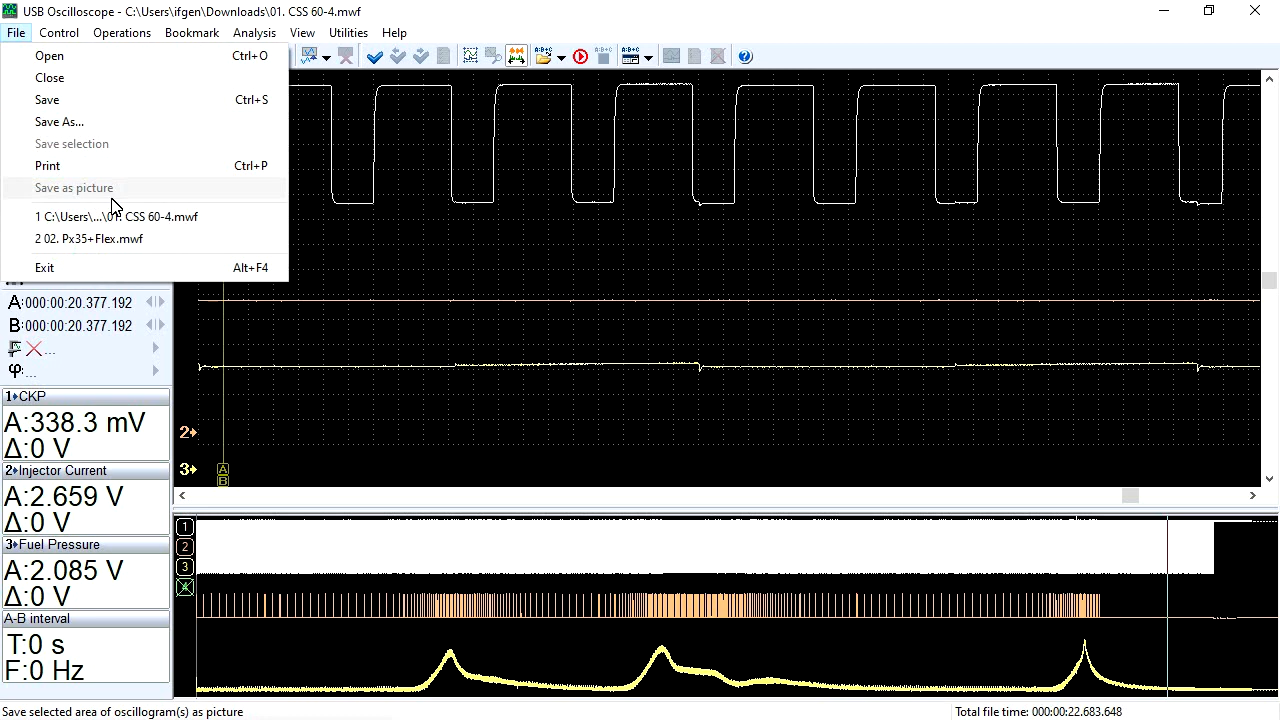 USB Oscilloscope - C:\Users\ifgen\Downloads\01. CSS 60-4.mwf
File Control Operations Bookmark Analysis View Utilities Help
Open Ctrl+O
Close
Save Ctrl+S
Save As...
Save selection
Print Ctrl+P
Save as picture
1 C:\Users\...\01. CSS 60-4.mwf
2 02. Px35+Flex.mwf
Exit Alt+F4
A:000:00:20.377.192
B:000:00:20.377.192
...
φ:...
1 CKP
A:338.3 mV
Δ:0 V
2 Injector Current
A:2.659 V
Δ:0 V
3 Fuel Pressure
A:2.085 V
Δ:0 V
A-B interval
T:0 s
F:0 Hz
2
3
A
B
1
2
3
4
Save selected area of oscillogram(s) as picture
Total file time: 000:00:22.683.648